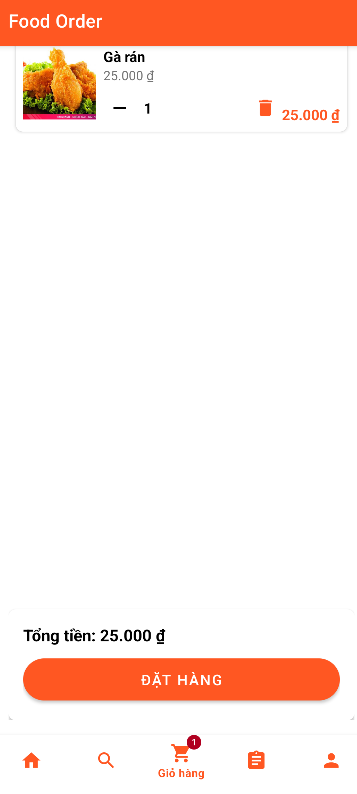 Food Order
Gà rán
25.000 ₫
1
25.000 ₫
Tổng tiền: 25.000 ₫
ĐẶT HÀNG
1
Giỏ hàng